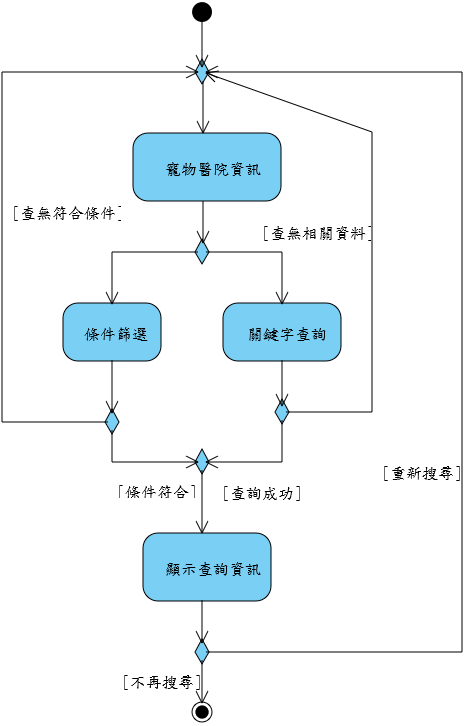 寵物醫院資訊
[查無符合條件]
[查無相關資料]
條件篩選
關鍵字查詢
[重新搜尋]
[條件符合]
[查詢成功]
顯示查詢資訊
[不再搜尋]